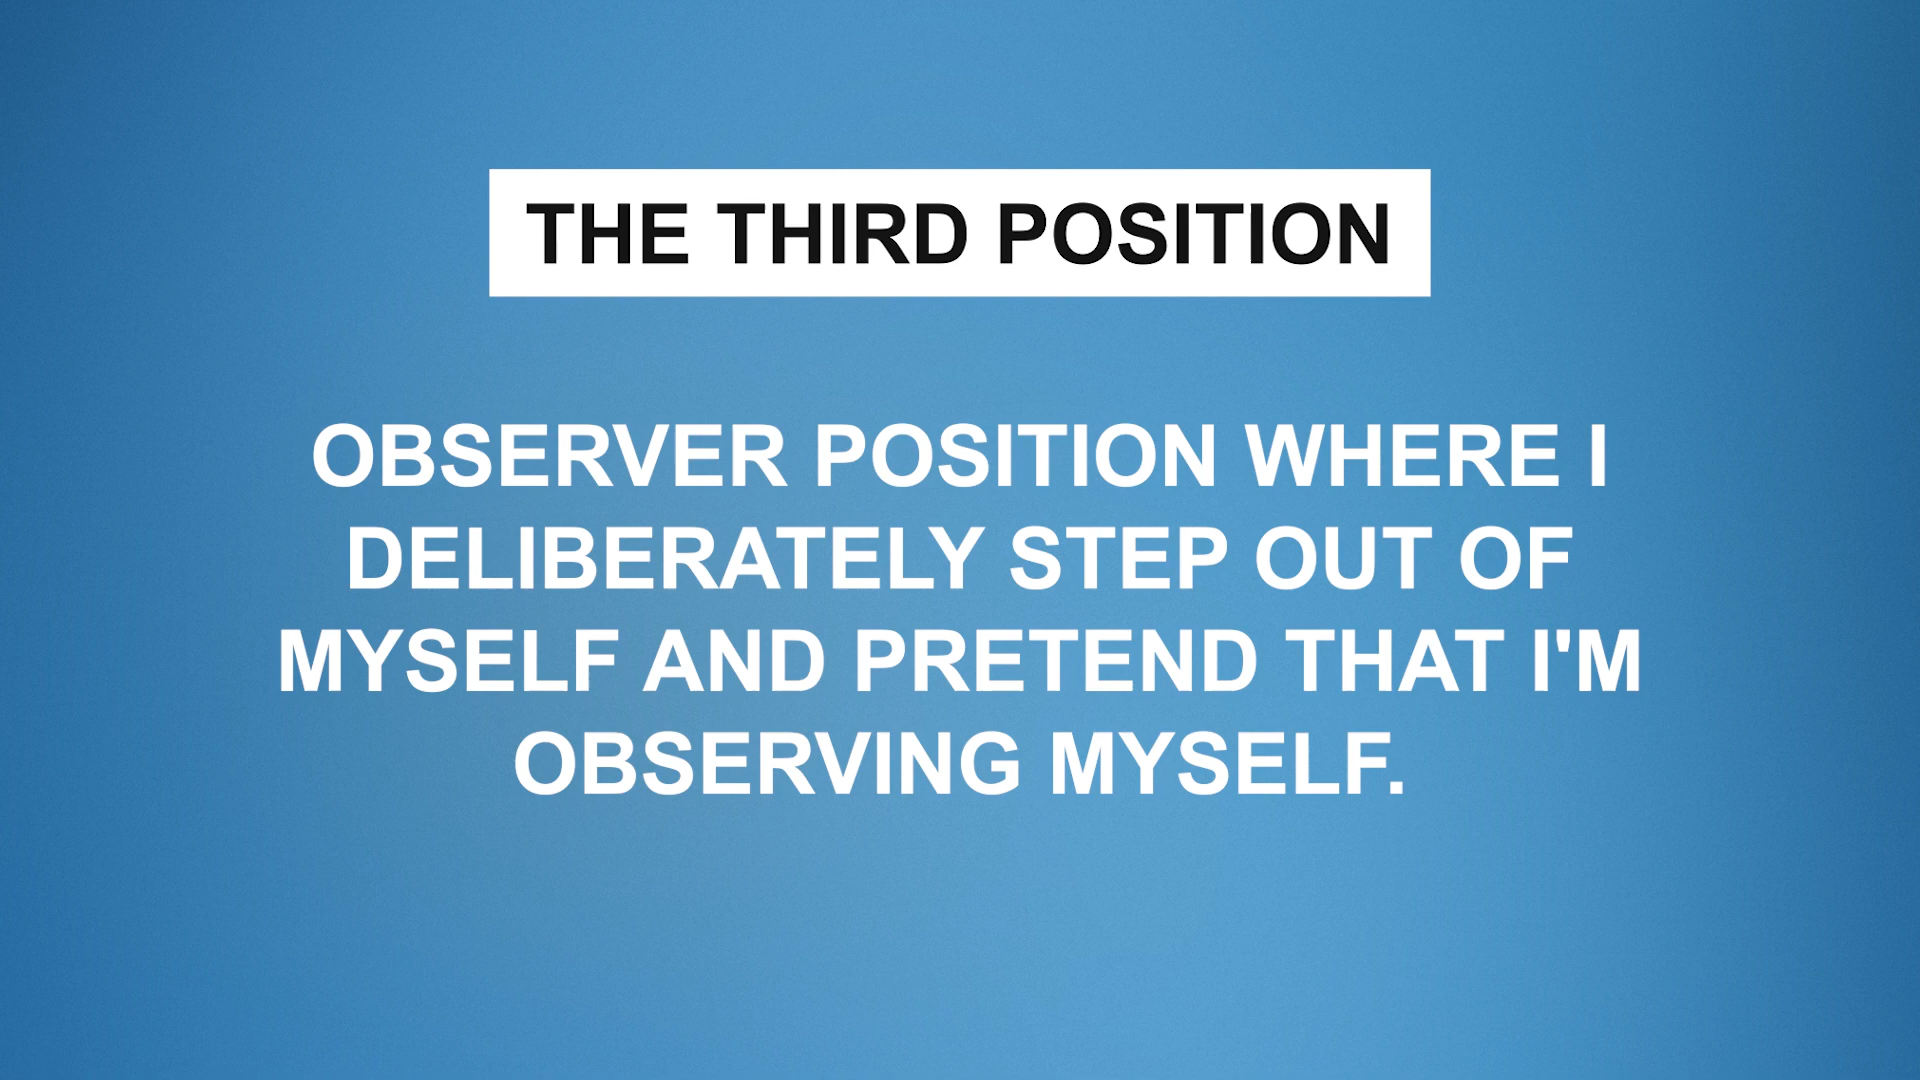 THE THIRD POSITION
OBSERVER POSITION WHERE I
DELIBERATELY STEP OUT OF
MYSELF AND PRETEND THAT I'M
OBSERVING MYSELF.